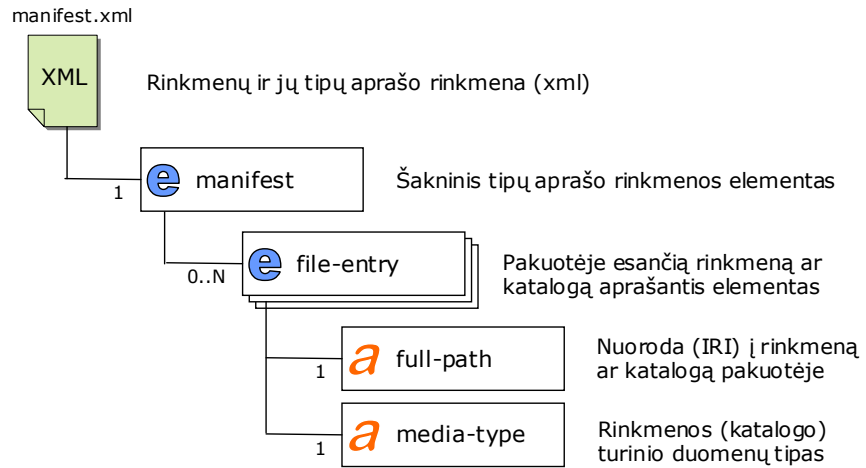 manifest.xml
XML
Rinkmenų ir jų tipų aprašo rinkmena (xml)
1
e manifest
Šakninis tipų aprašo rinkmenos elementas
0..N
e file-entry
Pakuotėje esančią rinkmeną ar
katalogą aprašantis elementas
1
a full-path
Nuoroda (IRI) į rinkmeną
ar katalogą pakuotėje
1
a media-type
Rinkmenos (katalogo)
turinio duomenų tipas